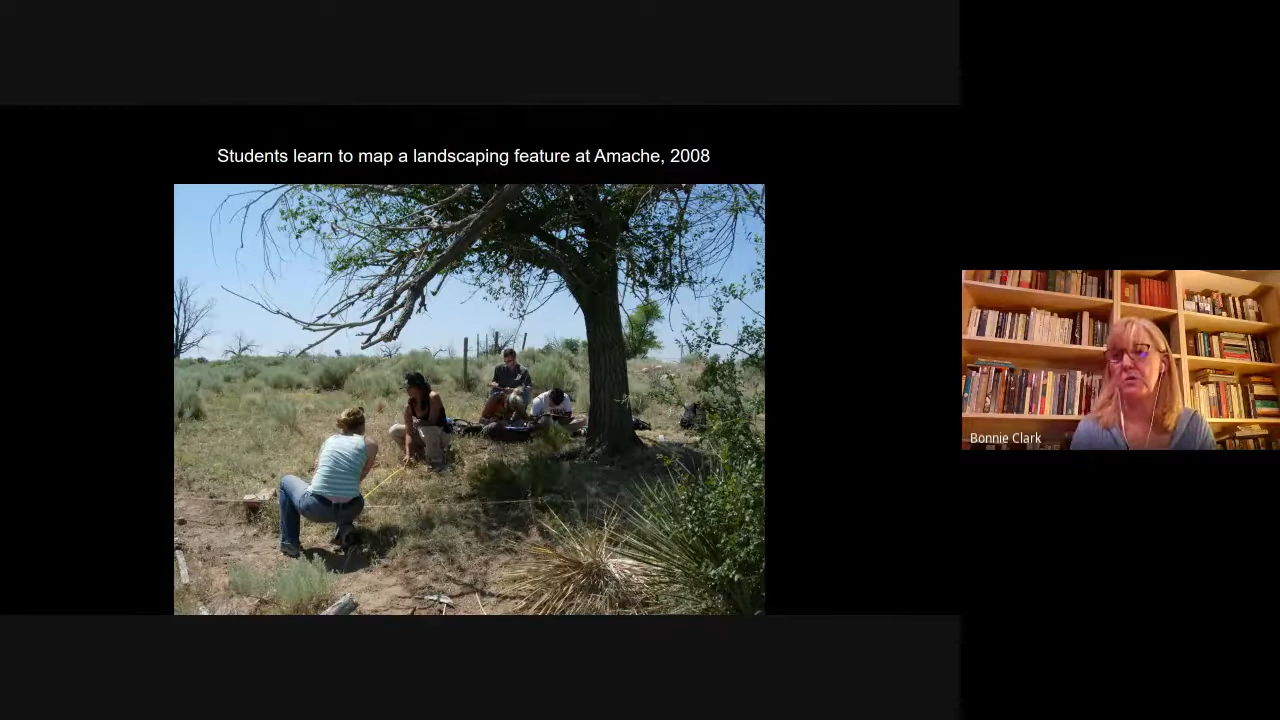 Students learn to map a landscaping feature at Amache, 2008
Bonnie Clark